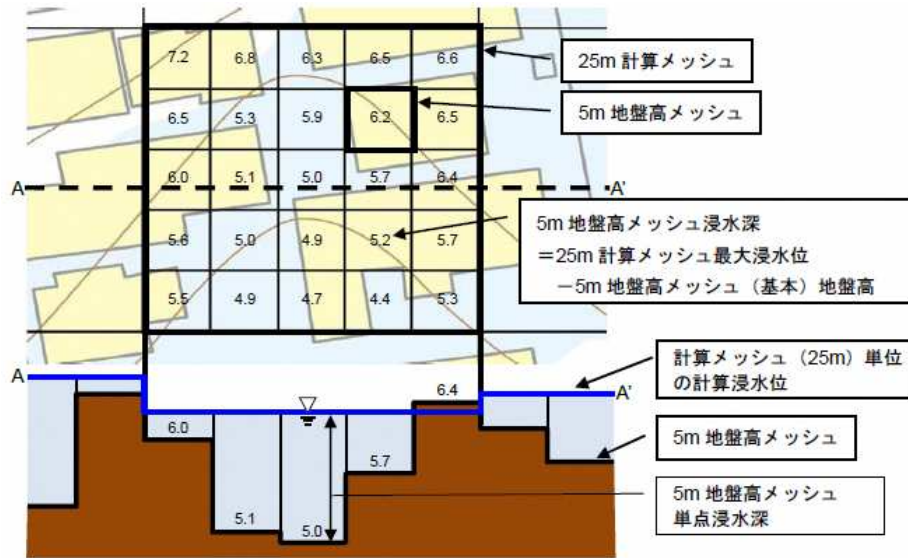 7.2 6.8 6.3 6.5 6.6
25m 計算メッシュ
6.5 5.3 5.9 6.2 6.5
5m 地盤高メッシュ
6.0 5.1 5.0 5.7 6.4
A A'
5m 地盤高メッシュ浸水深
=25m 計算メッシュ最大浸水位
-5m 地盤高メッシュ(基本)地盤高
5.6 5.0 4.9 5.2 5.7
5.5 4.9 4.7 4.4 5.3
計算メッシュ(25m)単位
の計算浸水位
A A'
6.4
6.0
5m 地盤高メッシュ
5.7
5m 地盤高メッシュ
単点浸水深
5.1
5.0